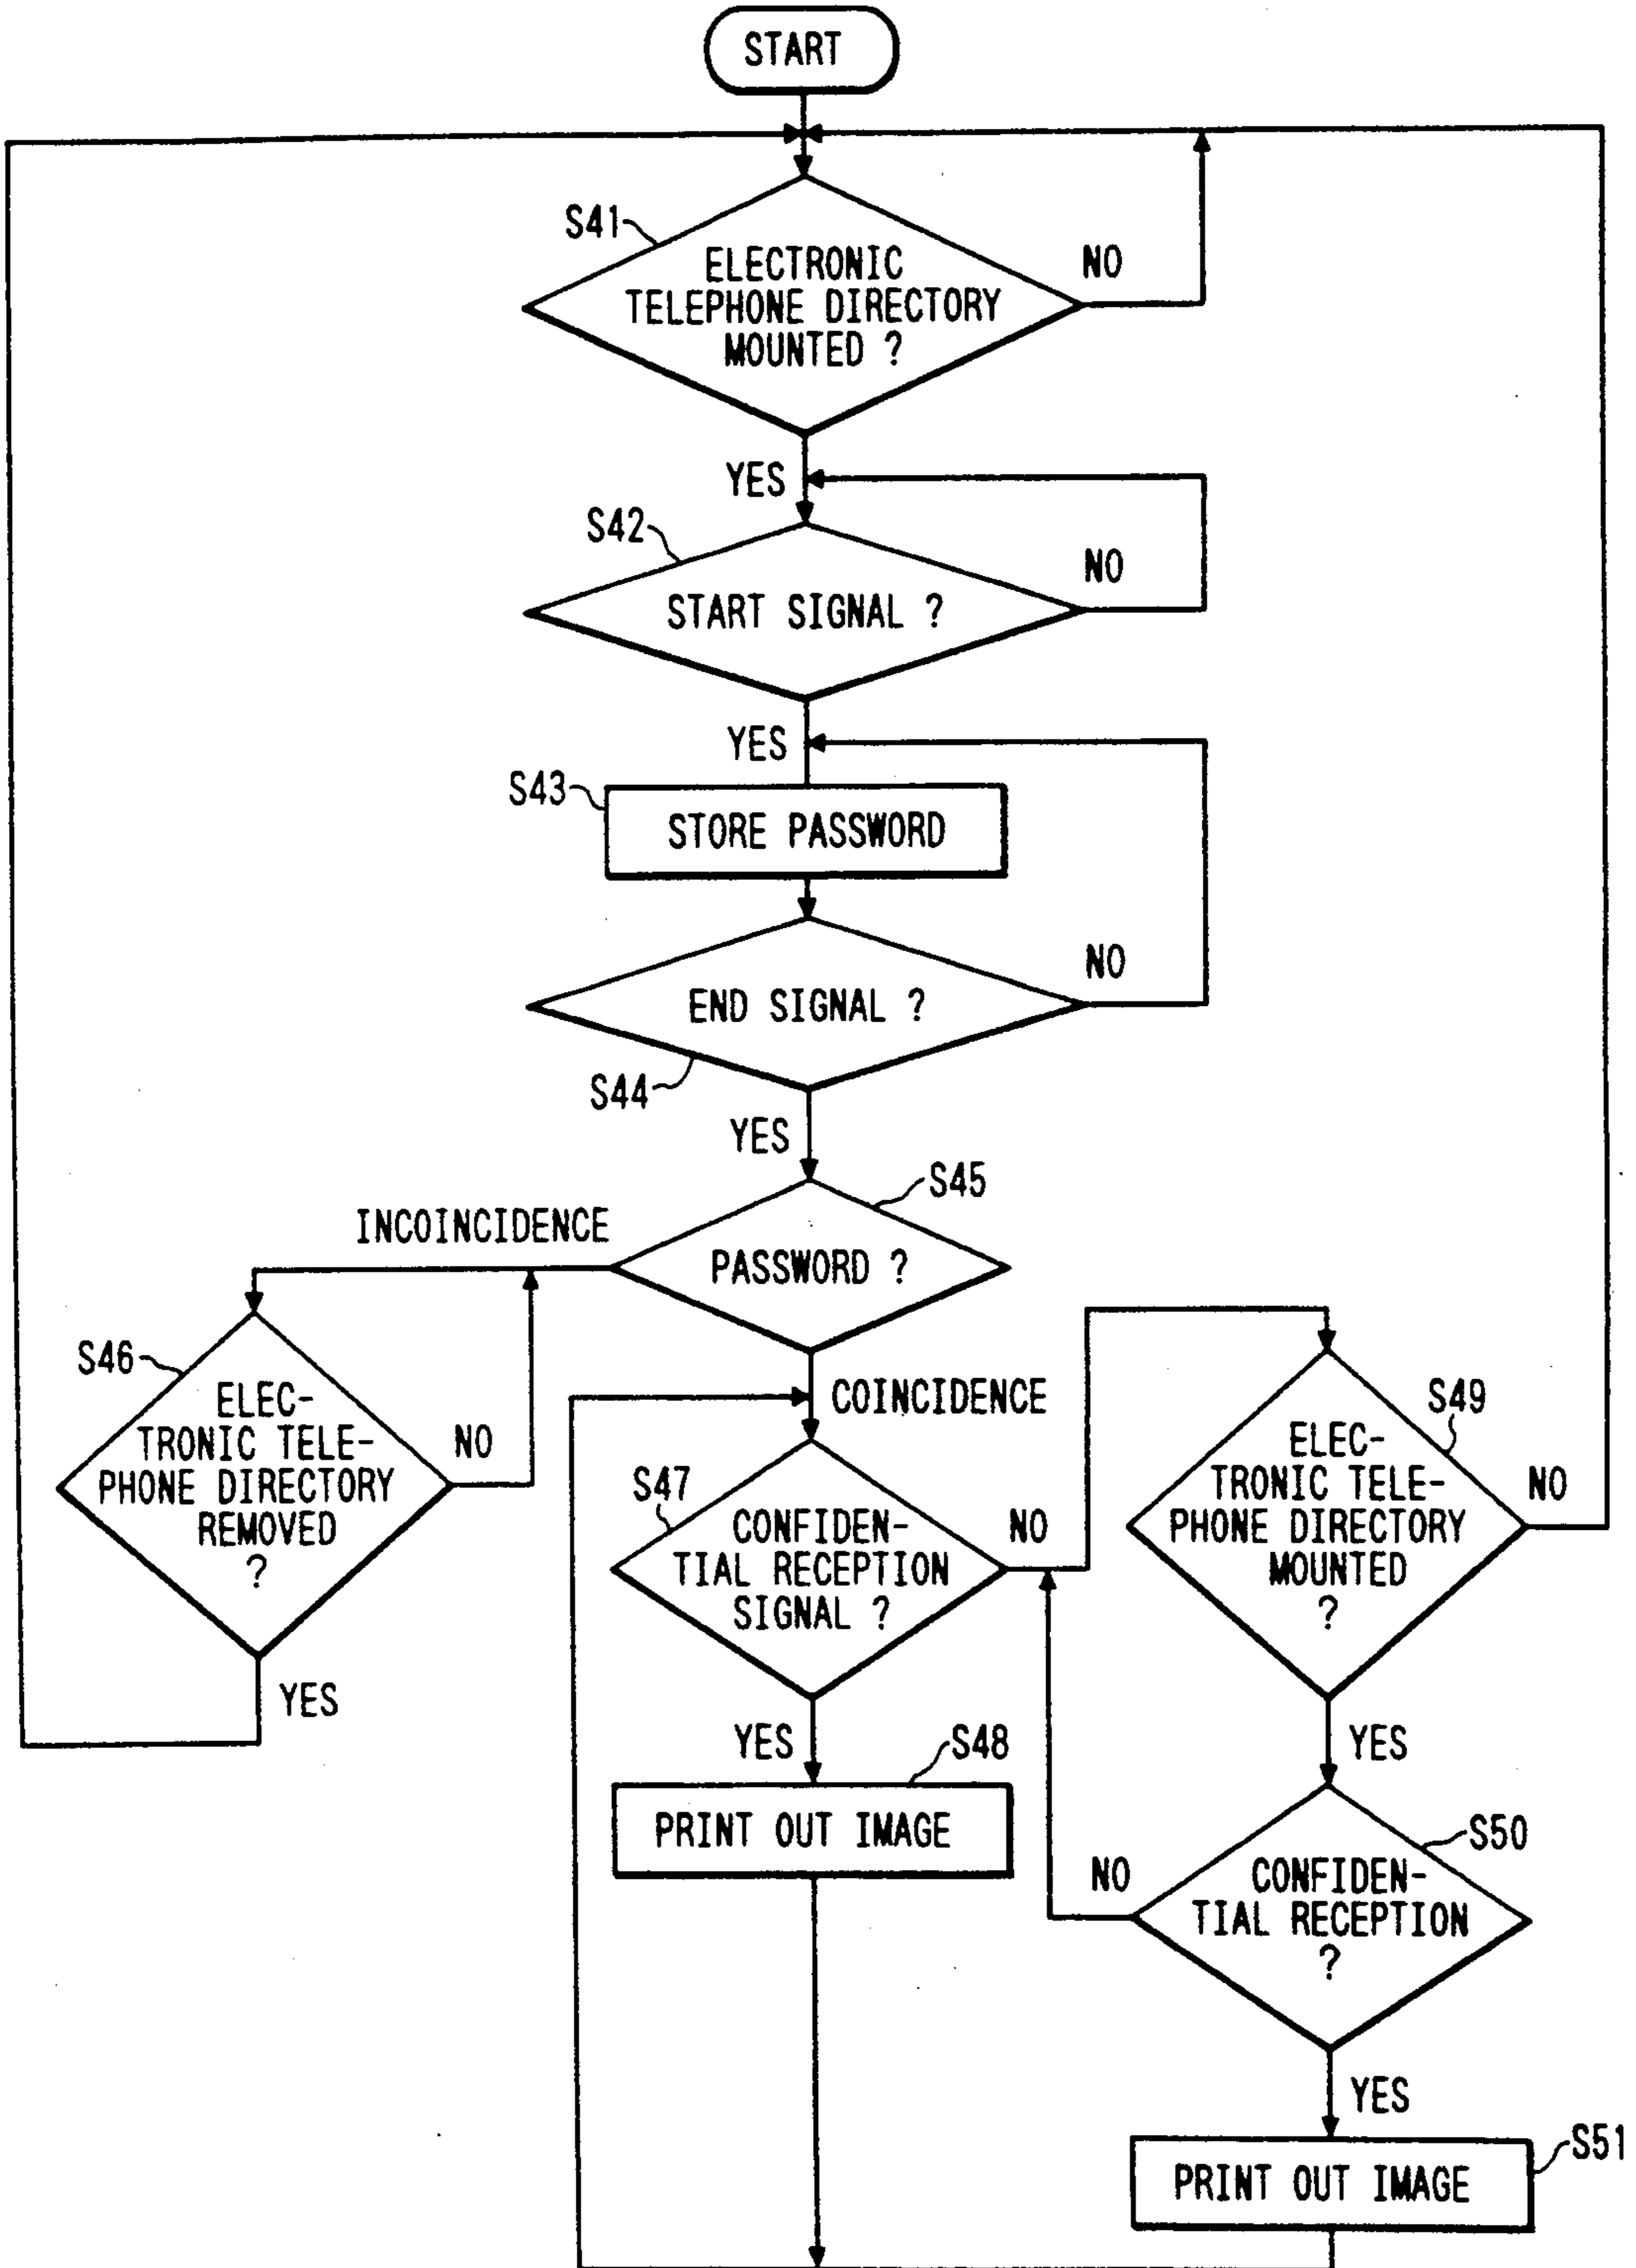 START
S41
ELECTRONIC
TELEPHONE DIRECTORY
MOUNTED ?
NO
YES
S42
START SIGNAL ?
NO
YES
S43
STORE PASSWORD
END SIGNAL ?
NO
S44
YES
S45
INCOINCIDENCE
PASSWORD ?
S46
ELEC-
TRONIC TELE-
PHONE DIRECTORY
REMOVED
?
NO
YES
COINCIDENCE
S47
CONFIDEN-
TIAL RECEPTION
SIGNAL ?
NO
YES
S48
PRINT OUT IMAGE
S49
ELEC-
TRONIC TELE-
PHONE DIRECTORY
MOUNTED
?
NO
YES
S50
CONFIDEN-
TIAL RECEPTION
?
NO
YES
S51
PRINT OUT IMAGE